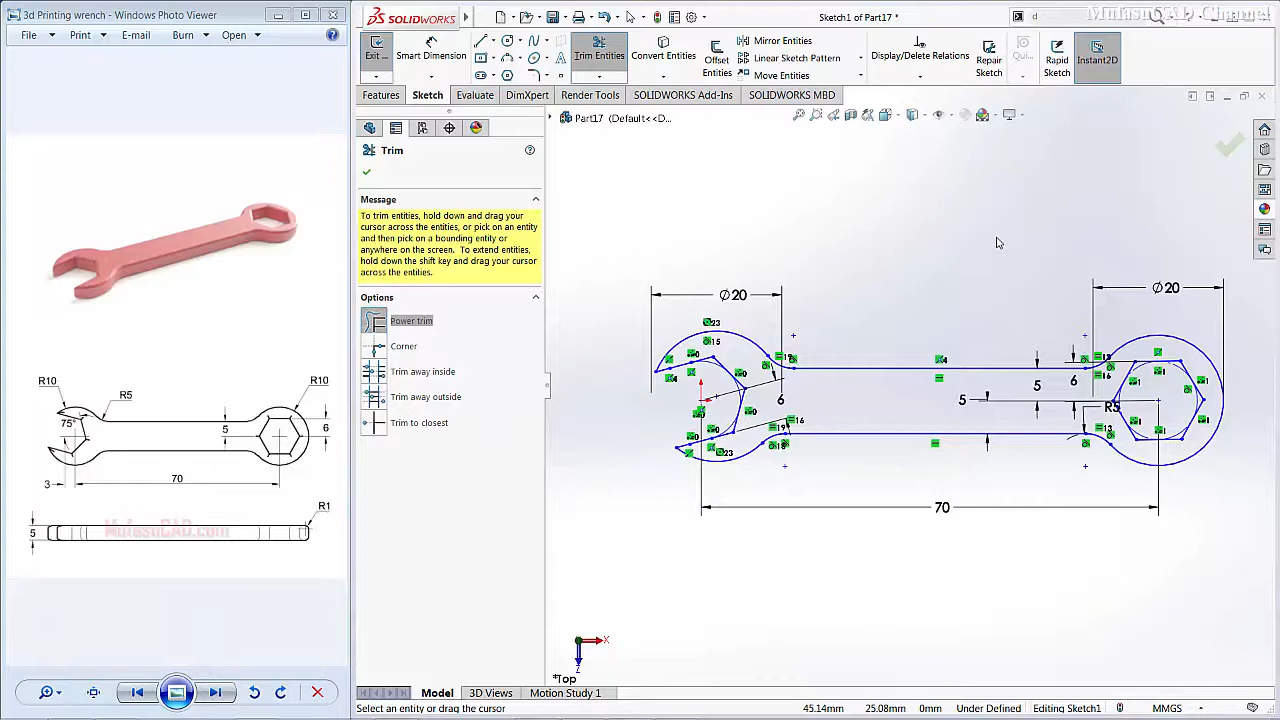 3d Printing wrench - Windows Photo Viewer
File
Print
E-mail
Burn
Open
R10
R5
R10
75°
5
6
3
70
R1
5
MufasuCAD.com
SOLIDWORKS
Sketch1 of Part17 *
d
MufasuCAD Channel
Exit ...
Smart Dimension
Trim Entities
Convert Entities
Offset Entities
Mirror Entities
Linear Sketch Pattern
Move Entities
Display/Delete Relations
Repair Sketch
Qui...
Rapid Sketch
Instant2D
Features
Sketch
Evaluate
DimXpert
Render Tools
SOLIDWORKS Add-Ins
SOLIDWORKS MBD
Part17 (Default<<D...
Trim
Message
To trim entities, hold down and drag your
cursor across the entities, or pick on an entity
and then pick on a bounding entity or
anywhere on the screen. To extend entities,
hold down the shift key and drag your cursor
across the entities.
Options
Power trim
Corner
Trim away inside
Trim away outside
Trim to closest
∅20
∅20
5
6
5
6
R5
70
X
Z
*Top
Model
3D Views
Motion Study 1
Select an entity or drag the cursor
45.14mm
25.08mm
0mm
Under Defined
Editing Sketch1
MMGS